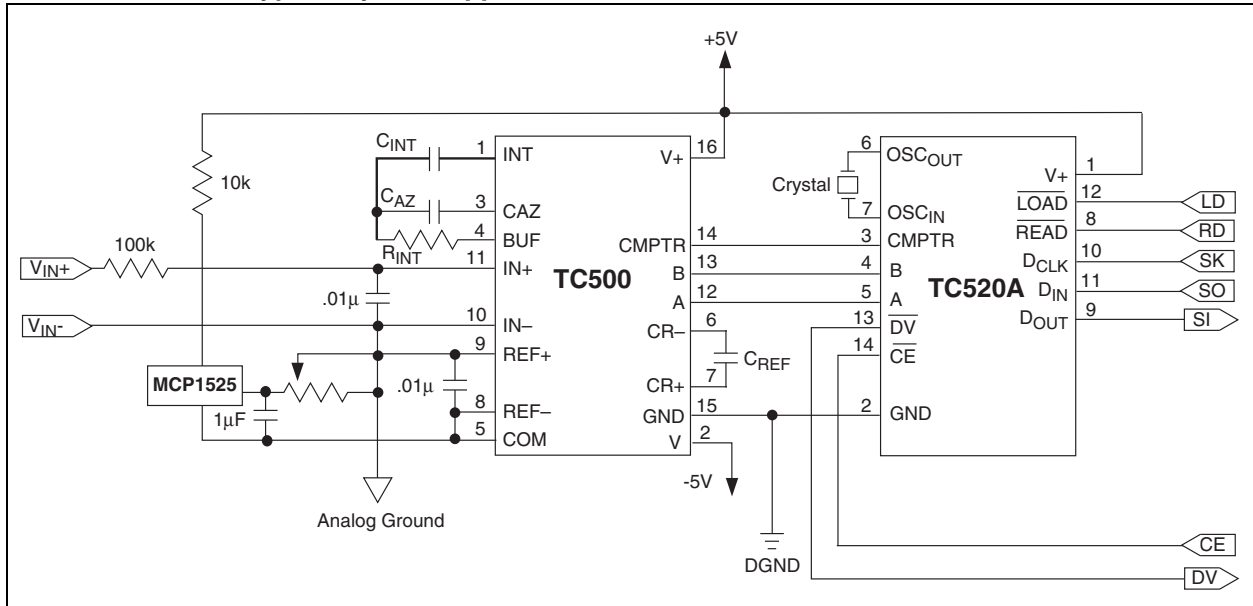 +5V
10k
C_INT
1
INT
C_AZ
3
CAZ
4
BUF
R_INT
11
IN+
100k
V_IN+
.01μ
V_IN-
10
IN–
9
REF+
MCP1525
.01μ
1μF
8
REF–
5
COM
Analog Ground
TC500
16
V+
14
CMPTR
13
B
12
A
6
CR–
C_REF
7
CR+
15
GND
2
V
-5V
DGND
Crystal
6
OSC_OUT
7
OSC_IN
3
CMPTR
4
B
5
A
13
DV
14
CE
2
GND
TC520A
1
V+
12
LOAD
LD
8
READ
RD
10
D_CLK
SK
11
D_IN
SO
9
D_OUT
SI
CE
DV